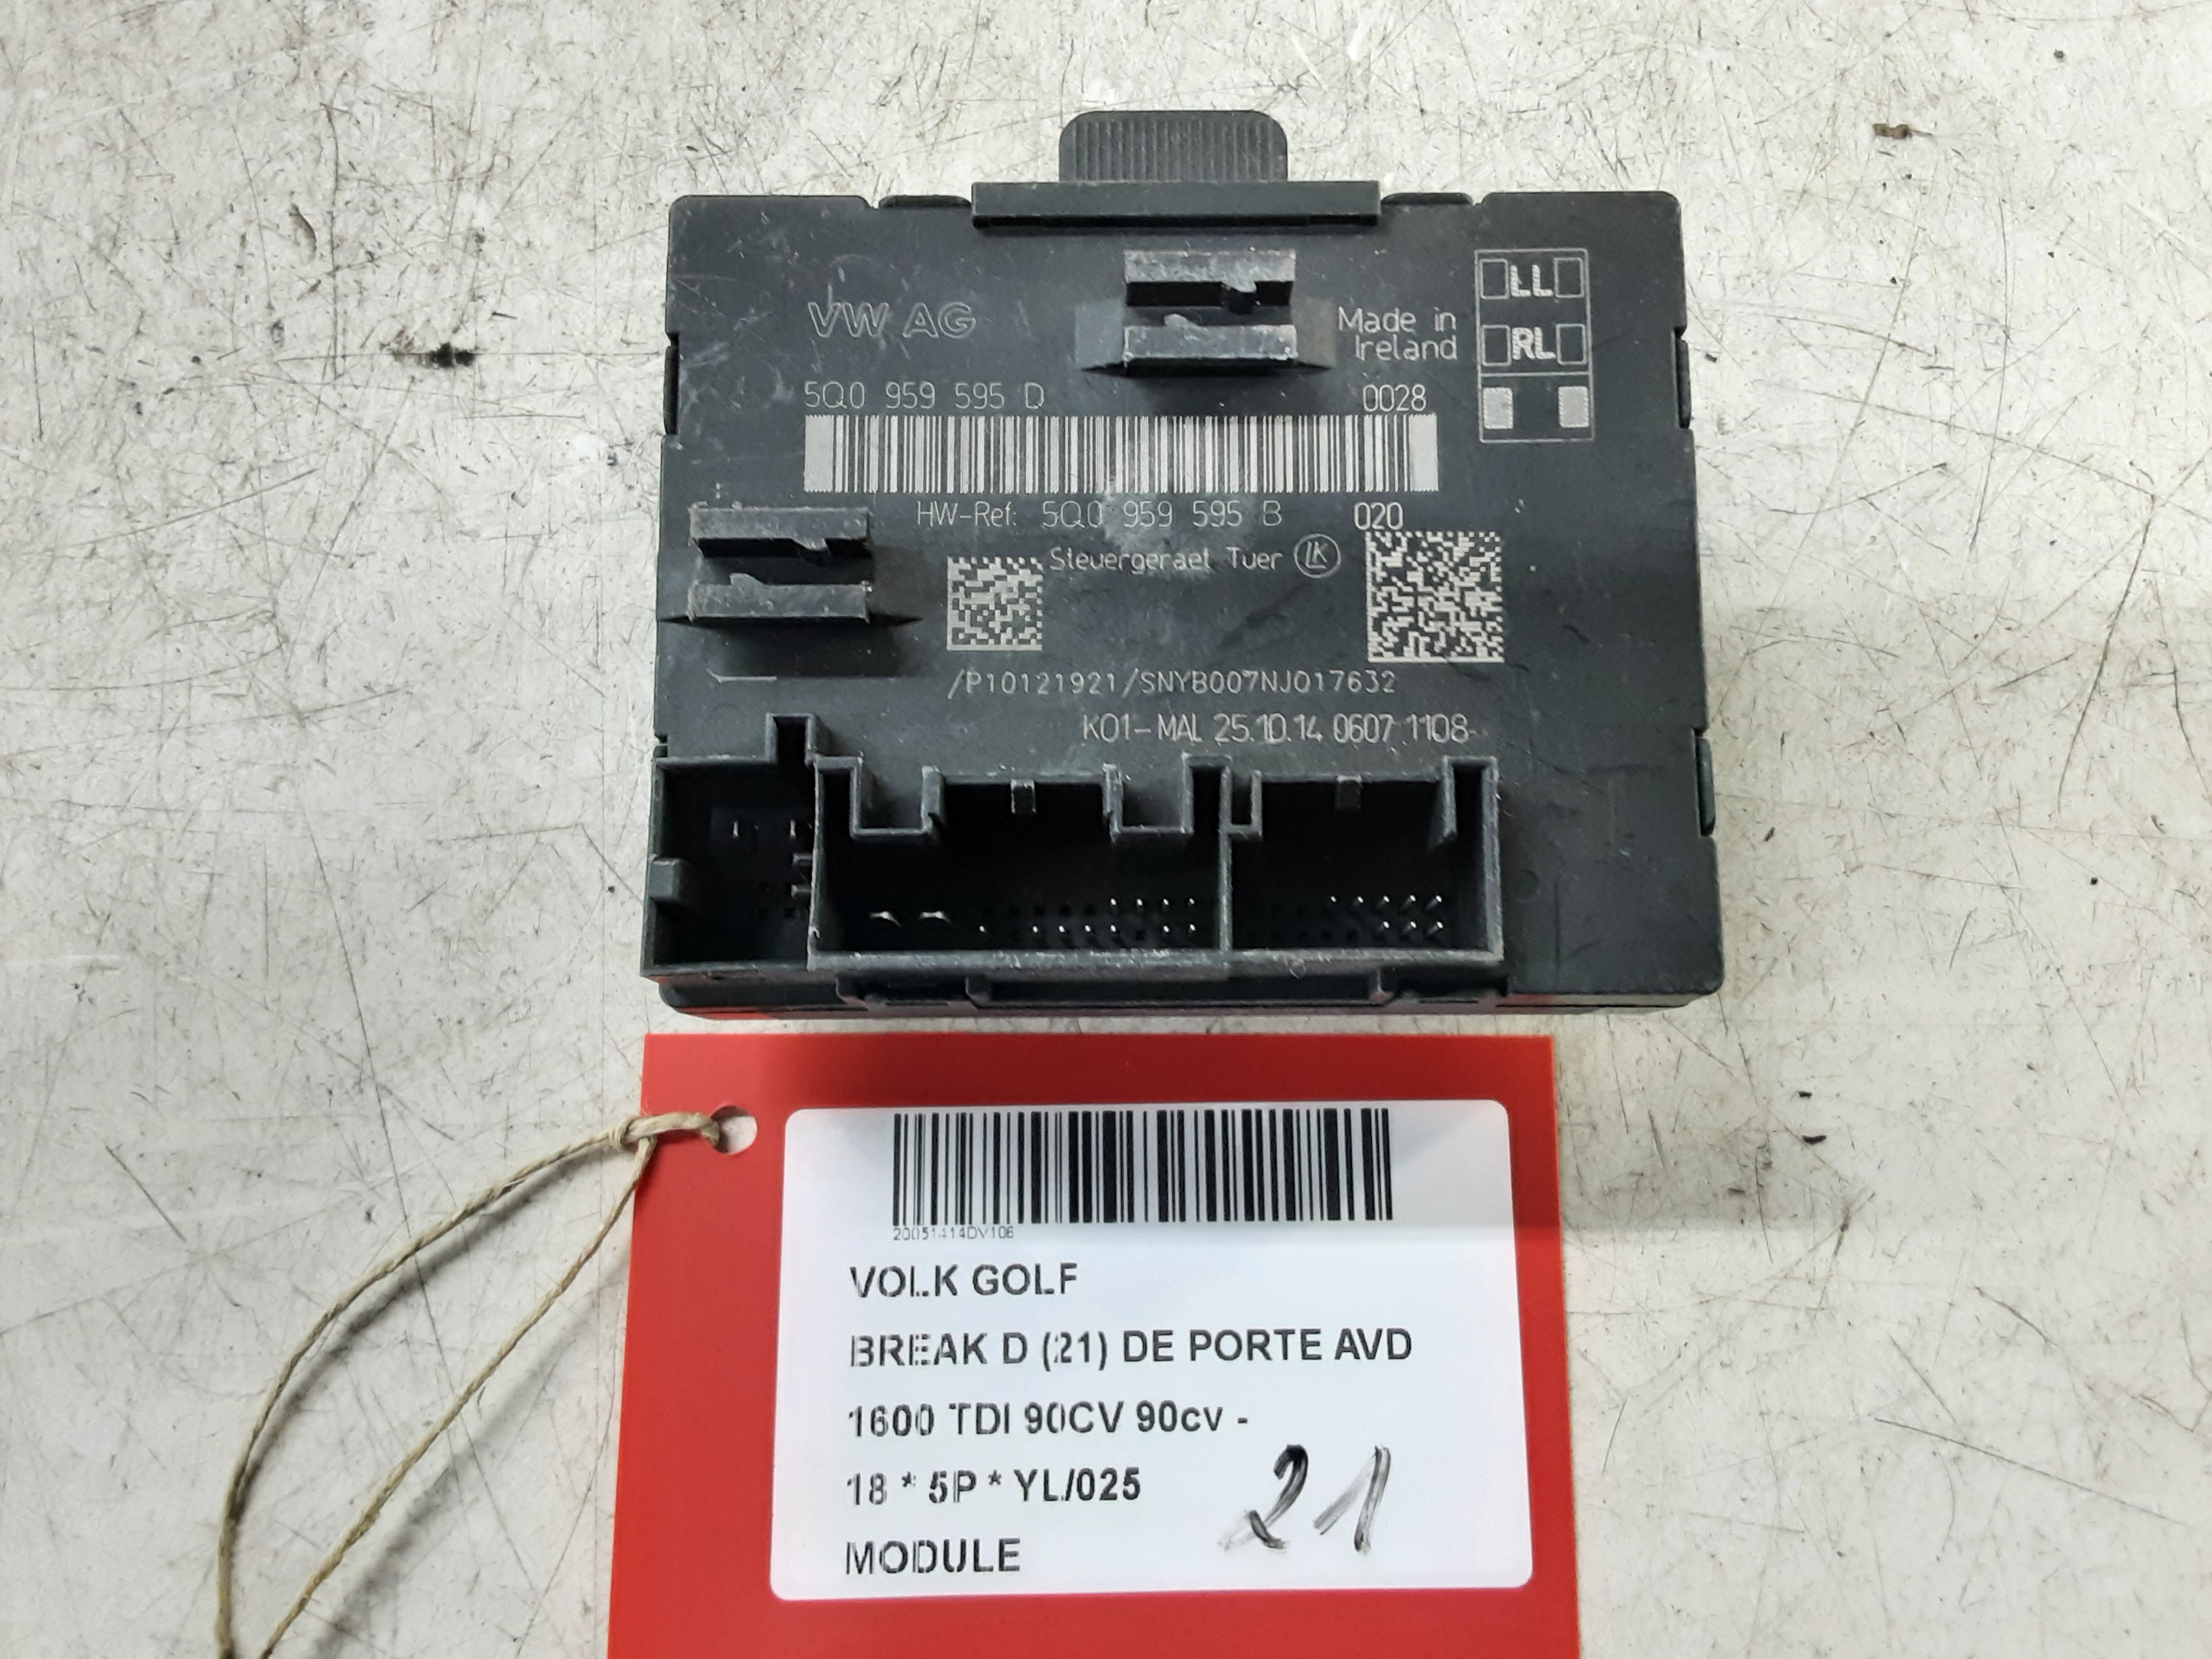 VW AG
Made in
Ireland
LL
RL
5Q0 959 595 D
0028
HW-Ref: 5Q0 959 595 B
020
Steuergeraet Tuer LK
/P10121921/SNYB007NJ017632
K01-MAL 25.10.14 0607 1108
20051414DV106
VOLK GOLF
BREAK D (21) DE PORTE AVD
1600 TDI 90CV 90cv -
18 * 5P * YL/025
MODULE
21